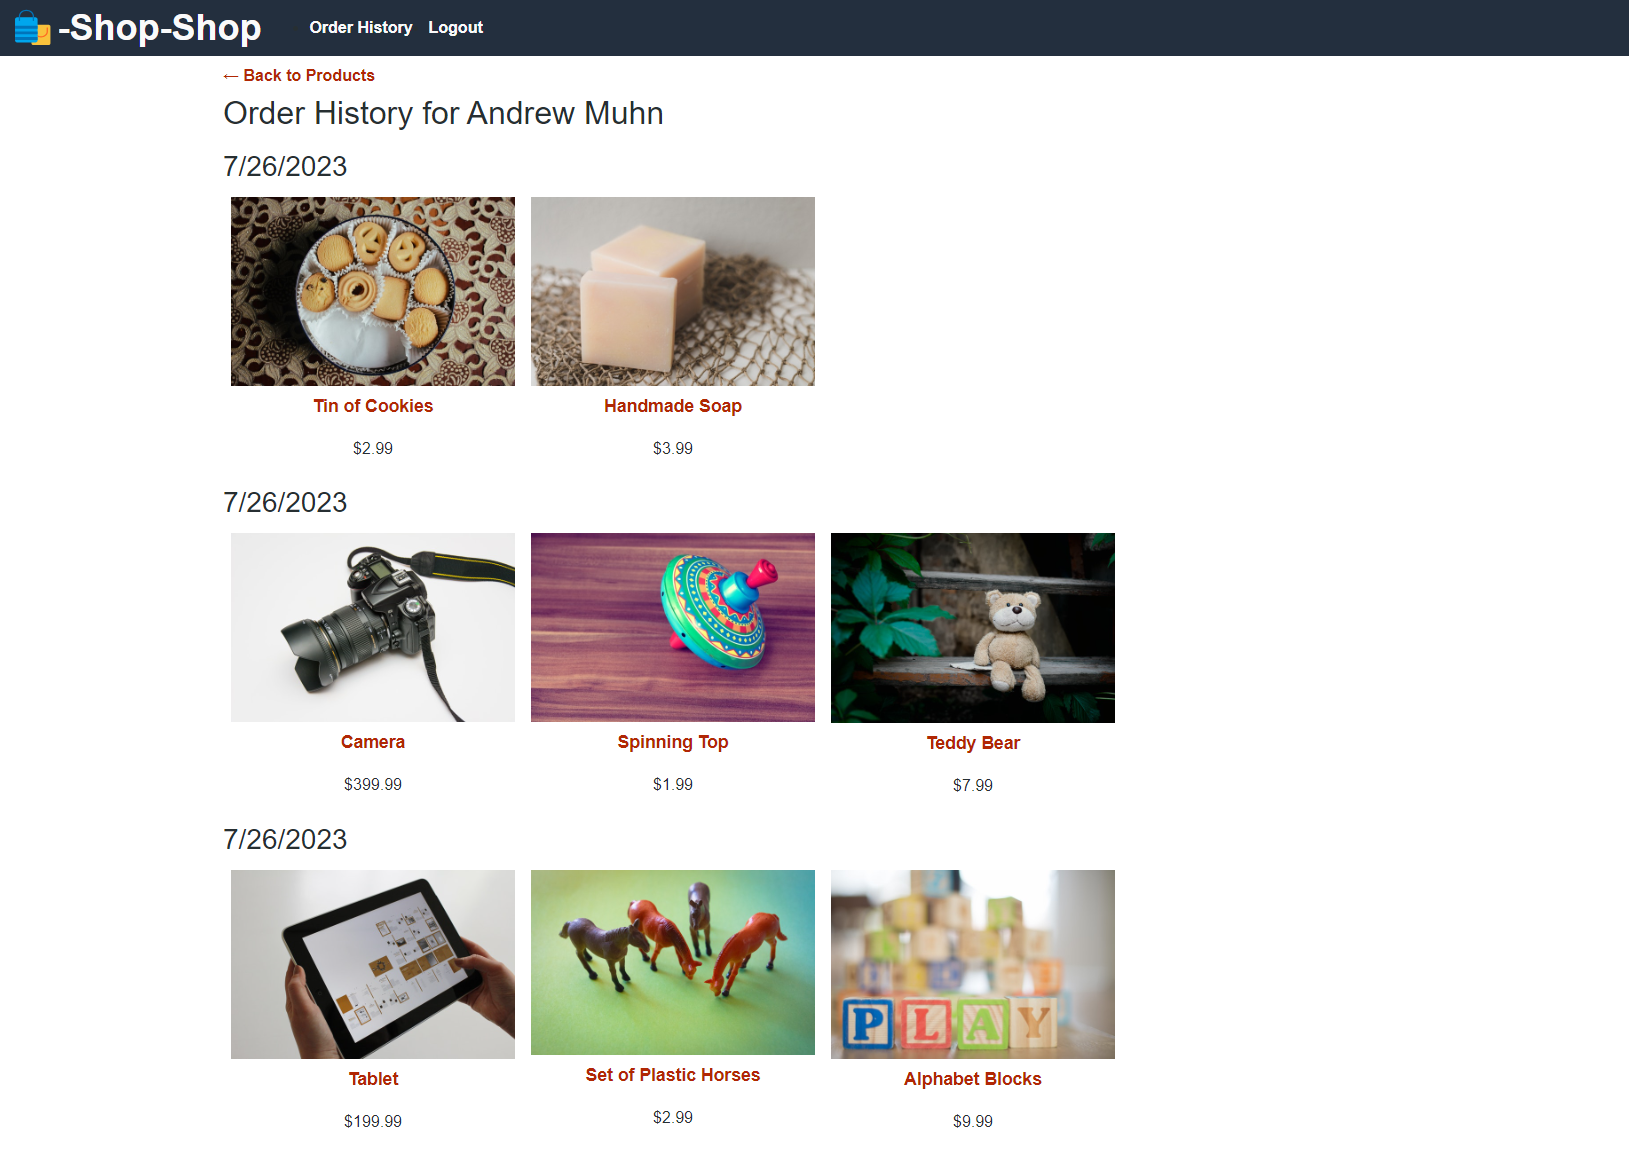 -Shop-Shop Order History Logout
← Back to Products
Order History for Andrew Muhn
7/26/2023
Tin of Cookies
$2.99
Handmade Soap
$3.99
7/26/2023
Camera
$399.99
Spinning Top
$1.99
Teddy Bear
$7.99
7/26/2023
Tablet
$199.99
Set of Plastic Horses
$2.99
PLAY
Alphabet Blocks
$9.99